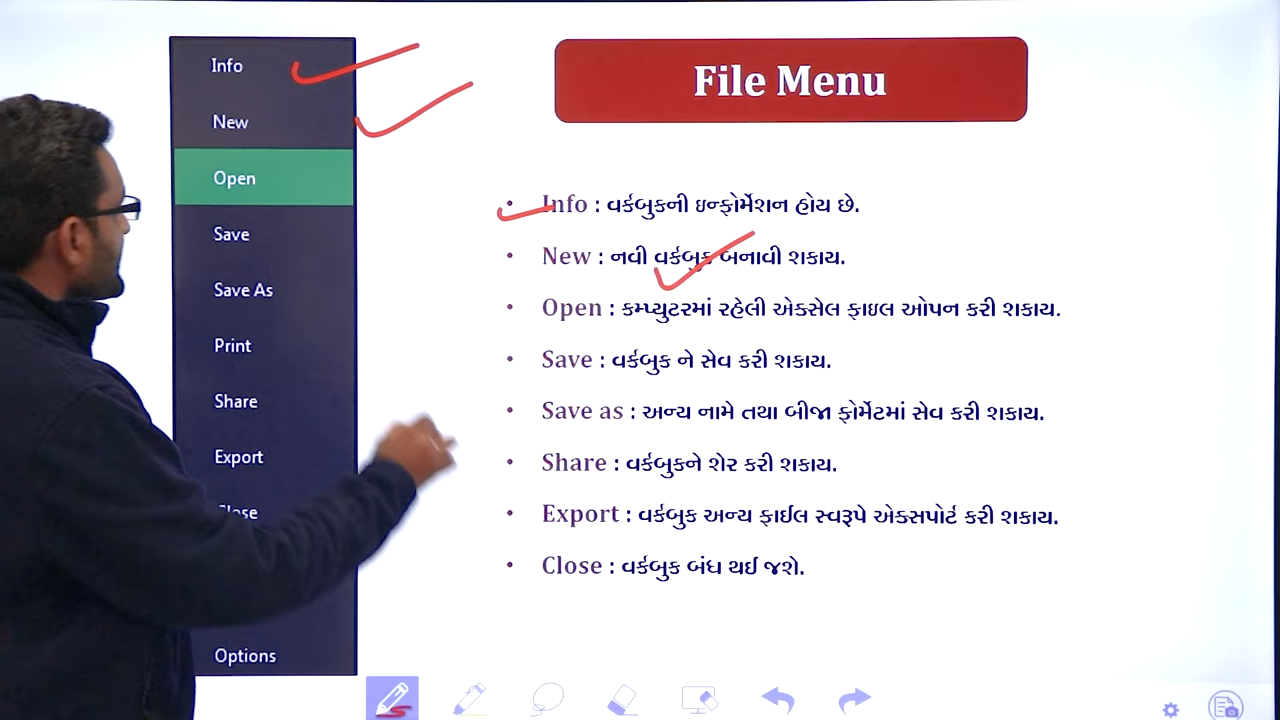 Info
New
Open
Save
Save As
Print
Share
Export
Close
Options
File Menu
• Info : વર્કબુકની ઇન્ફોર્મેશન હોય છે.
• New : નવી વર્કબુક બનાવી શકાય.
• Open : કમ્પ્યુટરમાં રહેલી એક્સેલ ફાઇલ ઓપન કરી શકાય.
• Save : વર્કબુક ને સેવ કરી શકાય.
• Save as : અન્ય નામે તથા બીજા ફોર્મેટમાં સેવ કરી શકાય.
• Share : વર્કબુકને શેર કરી શકાય.
• Export : વર્કબુક અન્ય ફાઈલ સ્વરૂપે એક્સપોર્ટ કરી શકાય.
• Close : વર્કબુક બંધ થઈ જશે.